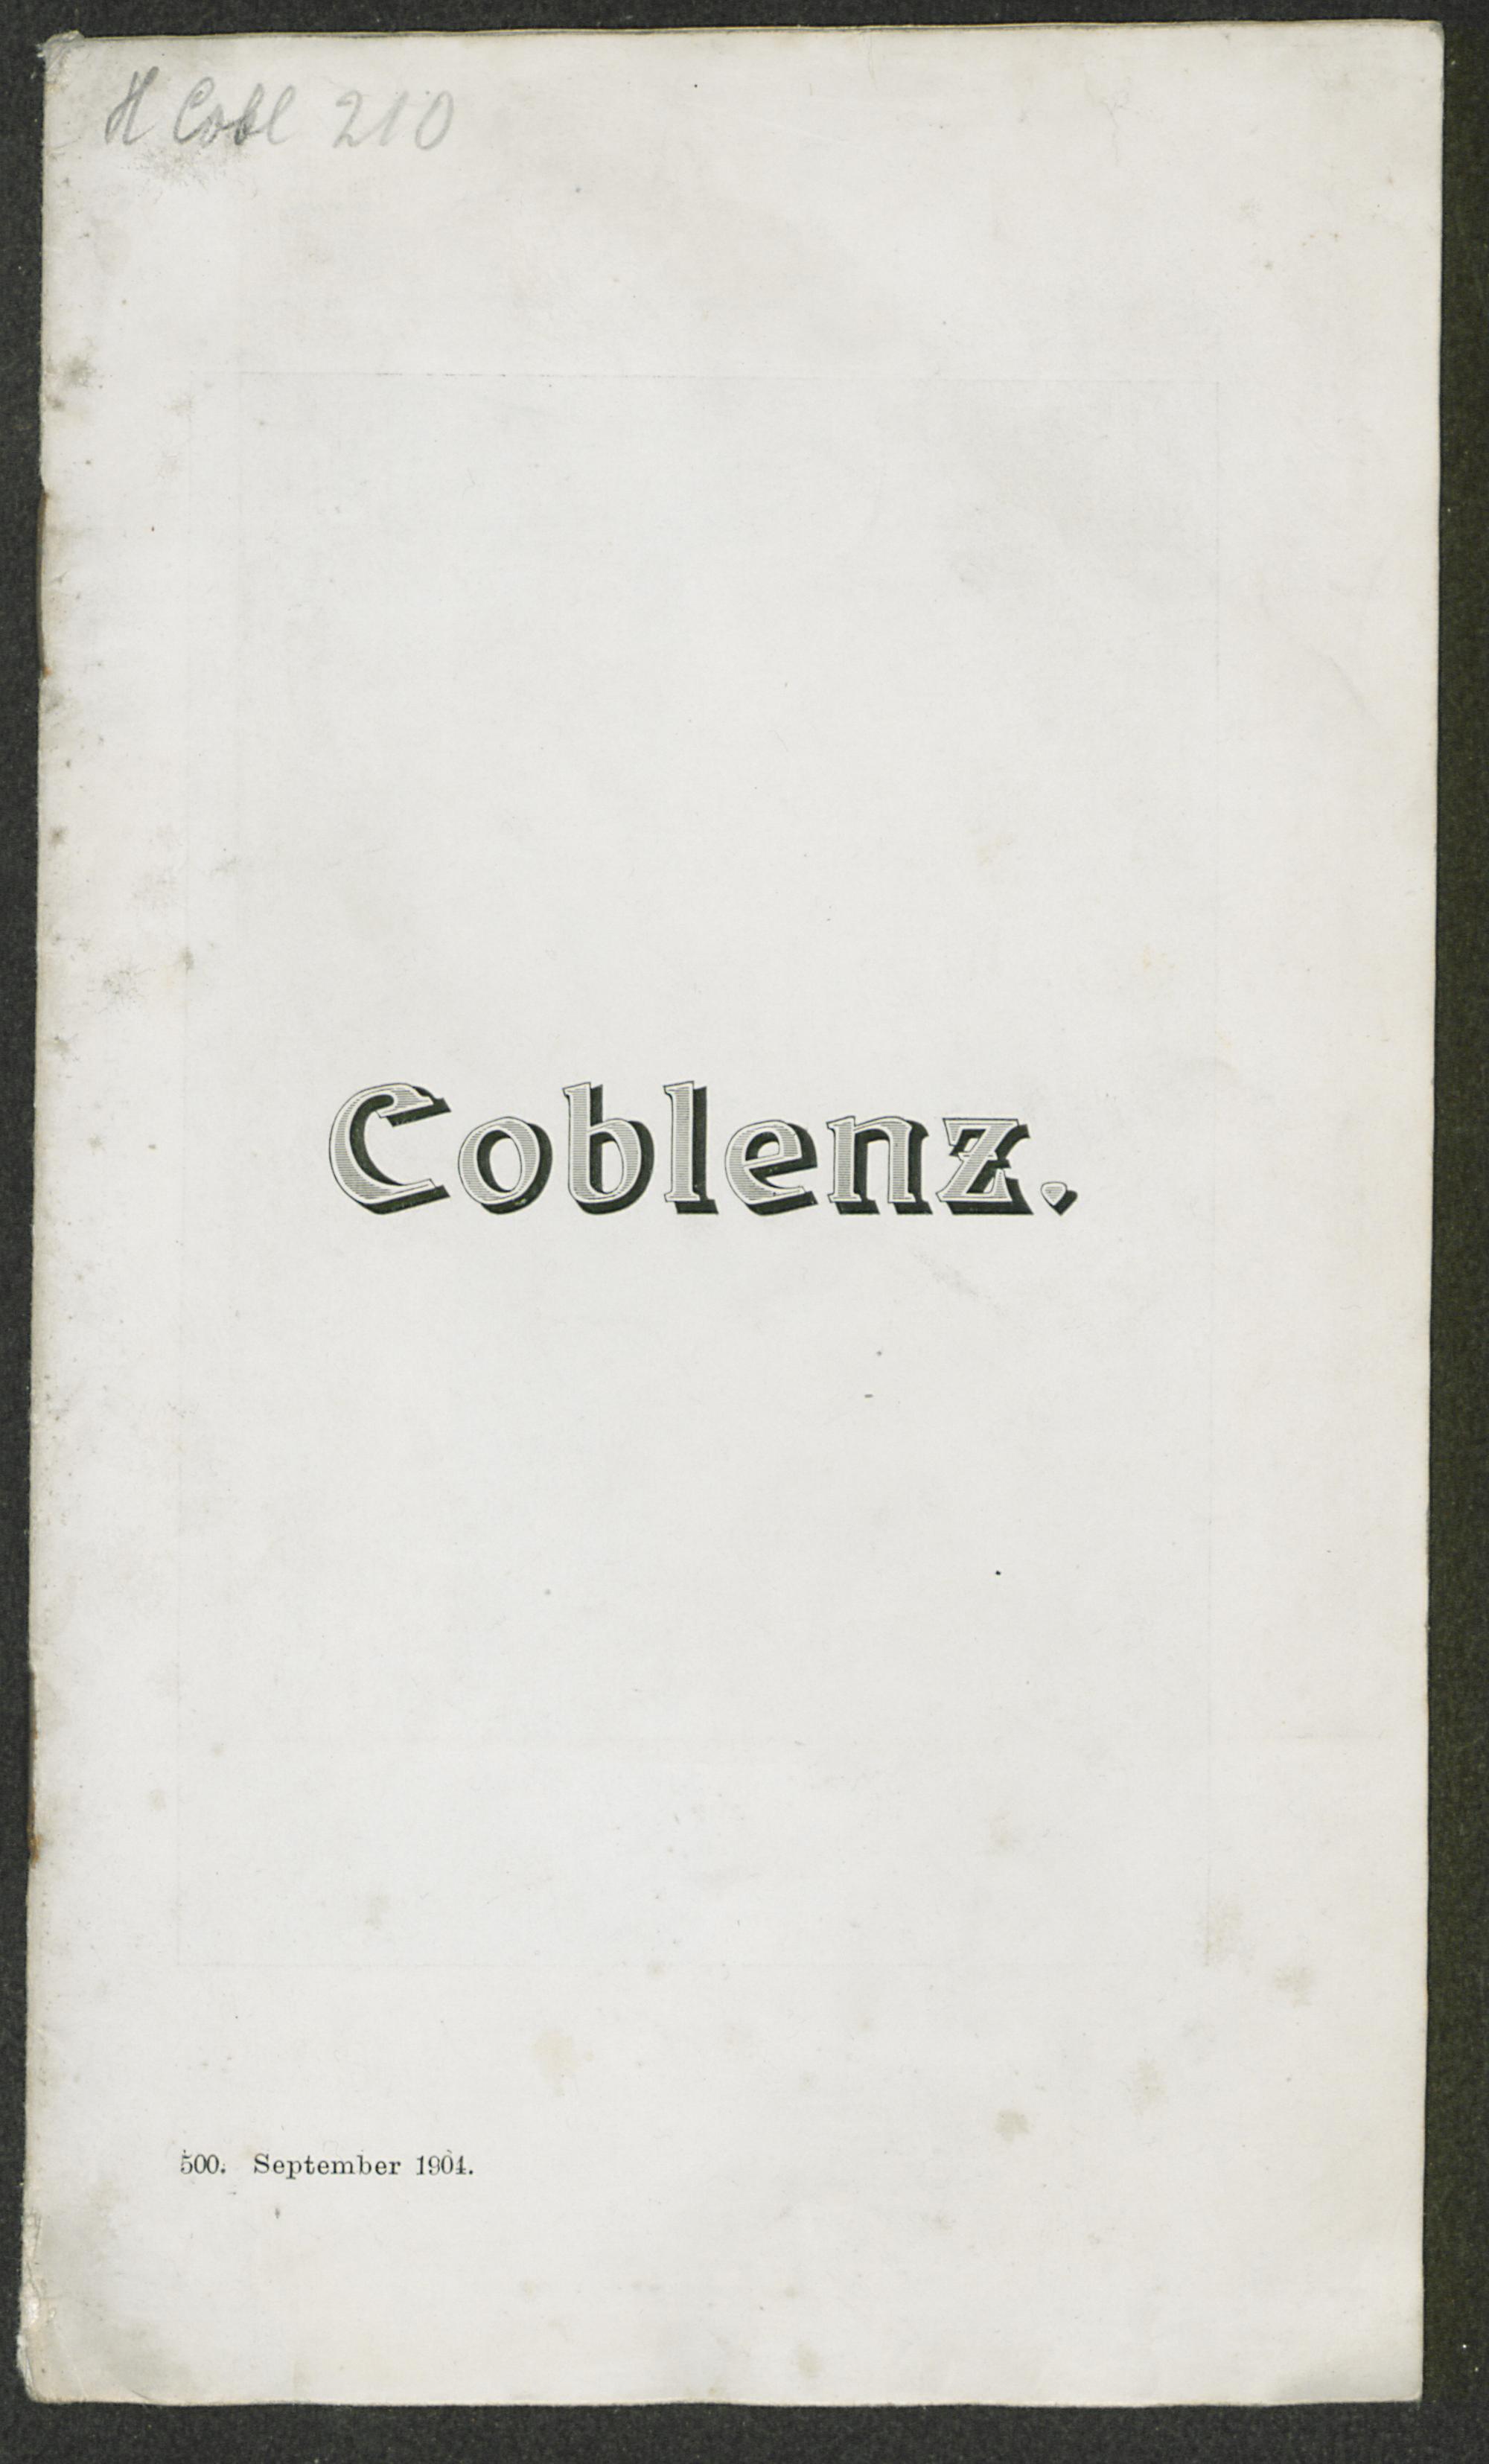 H Cobl 210
Coblenz.
500. September 1904.